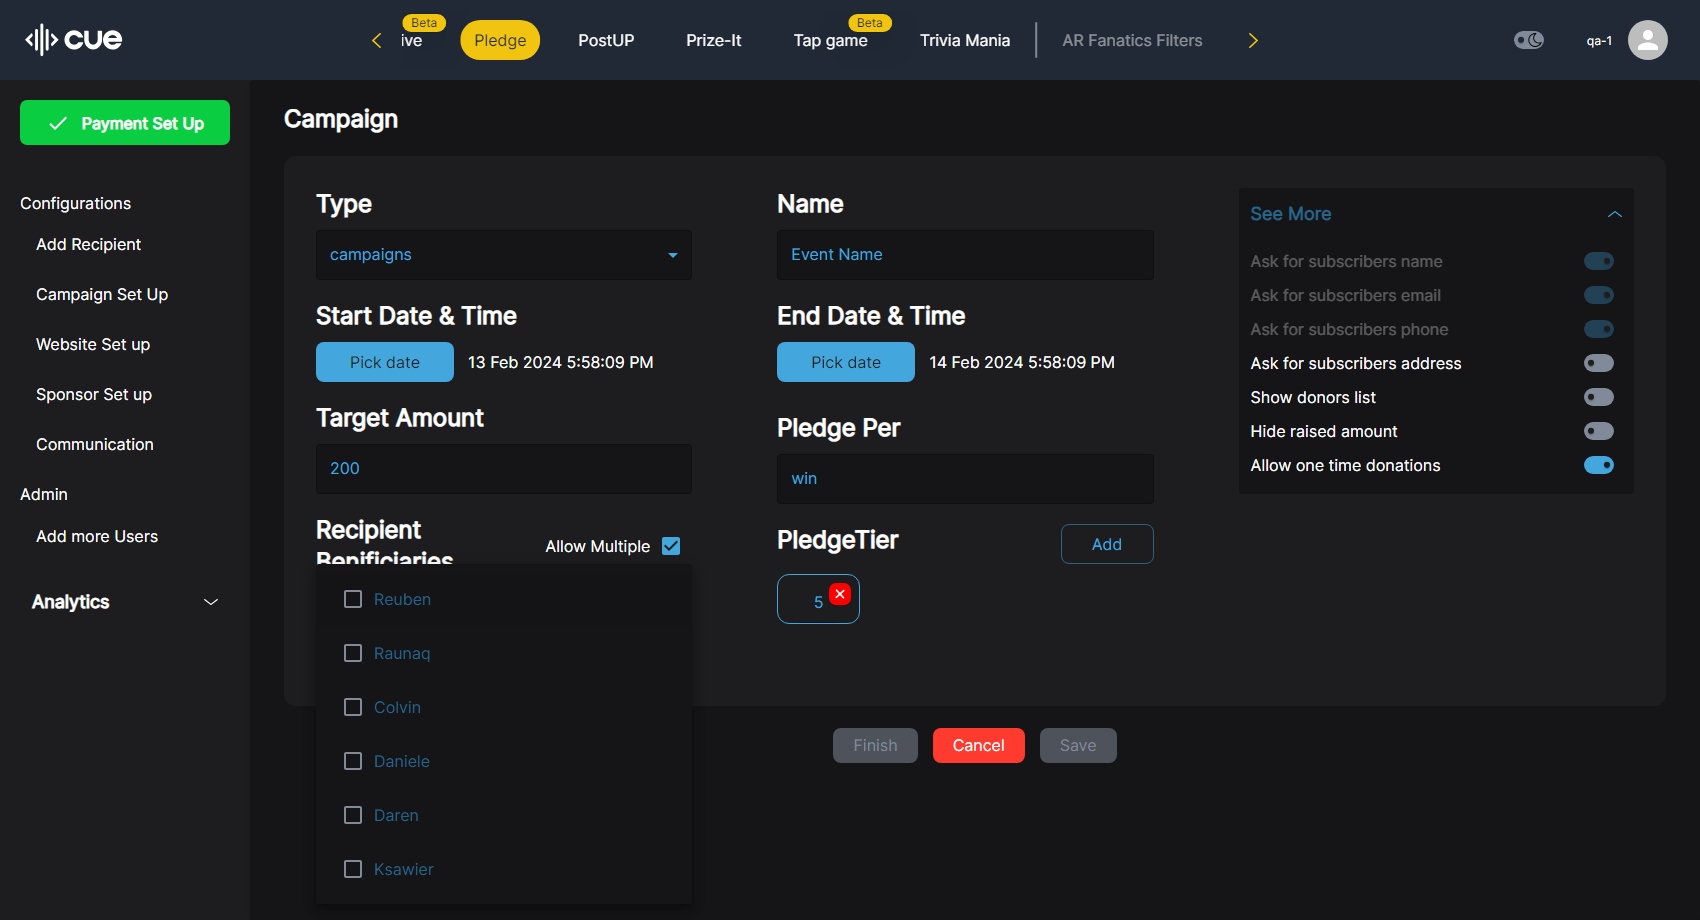 cue
Beta
ive
Pledge
PostUP
Prize-It
Beta
Tap game
Trivia Mania
AR Fanatics Filters
qa-1
Payment Set Up
Configurations
Add Recipient
Campaign Set Up
Website Set up
Sponsor Set up
Communication
Admin
Add more Users
Analytics
Campaign
Type
campaigns
Name
Event Name
Start Date & Time
Pick date
13 Feb 2024 5:58:09 PM
End Date & Time
Pick date
14 Feb 2024 5:58:09 PM
Target Amount
200
Pledge Per
win
Recipient
Benificiaries
Allow Multiple
PledgeTier
Add
5
Reuben
Raunaq
Colvin
Daniele
Daren
Ksawier
See More
Ask for subscribers name
Ask for subscribers email
Ask for subscribers phone
Ask for subscribers address
Show donors list
Hide raised amount
Allow one time donations
Finish
Cancel
Save